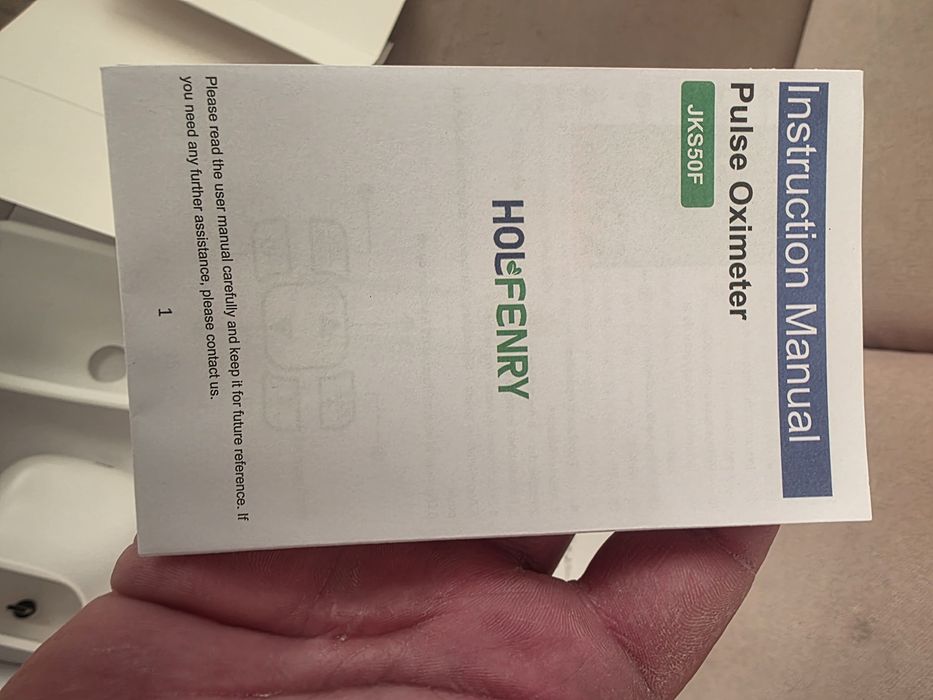 Instruction Manual
Pulse Oximeter
JKS50F
HOLFENRY
Please read the user manual carefully and keep it for future reference. If
you need any further assistance, please contact us.
1